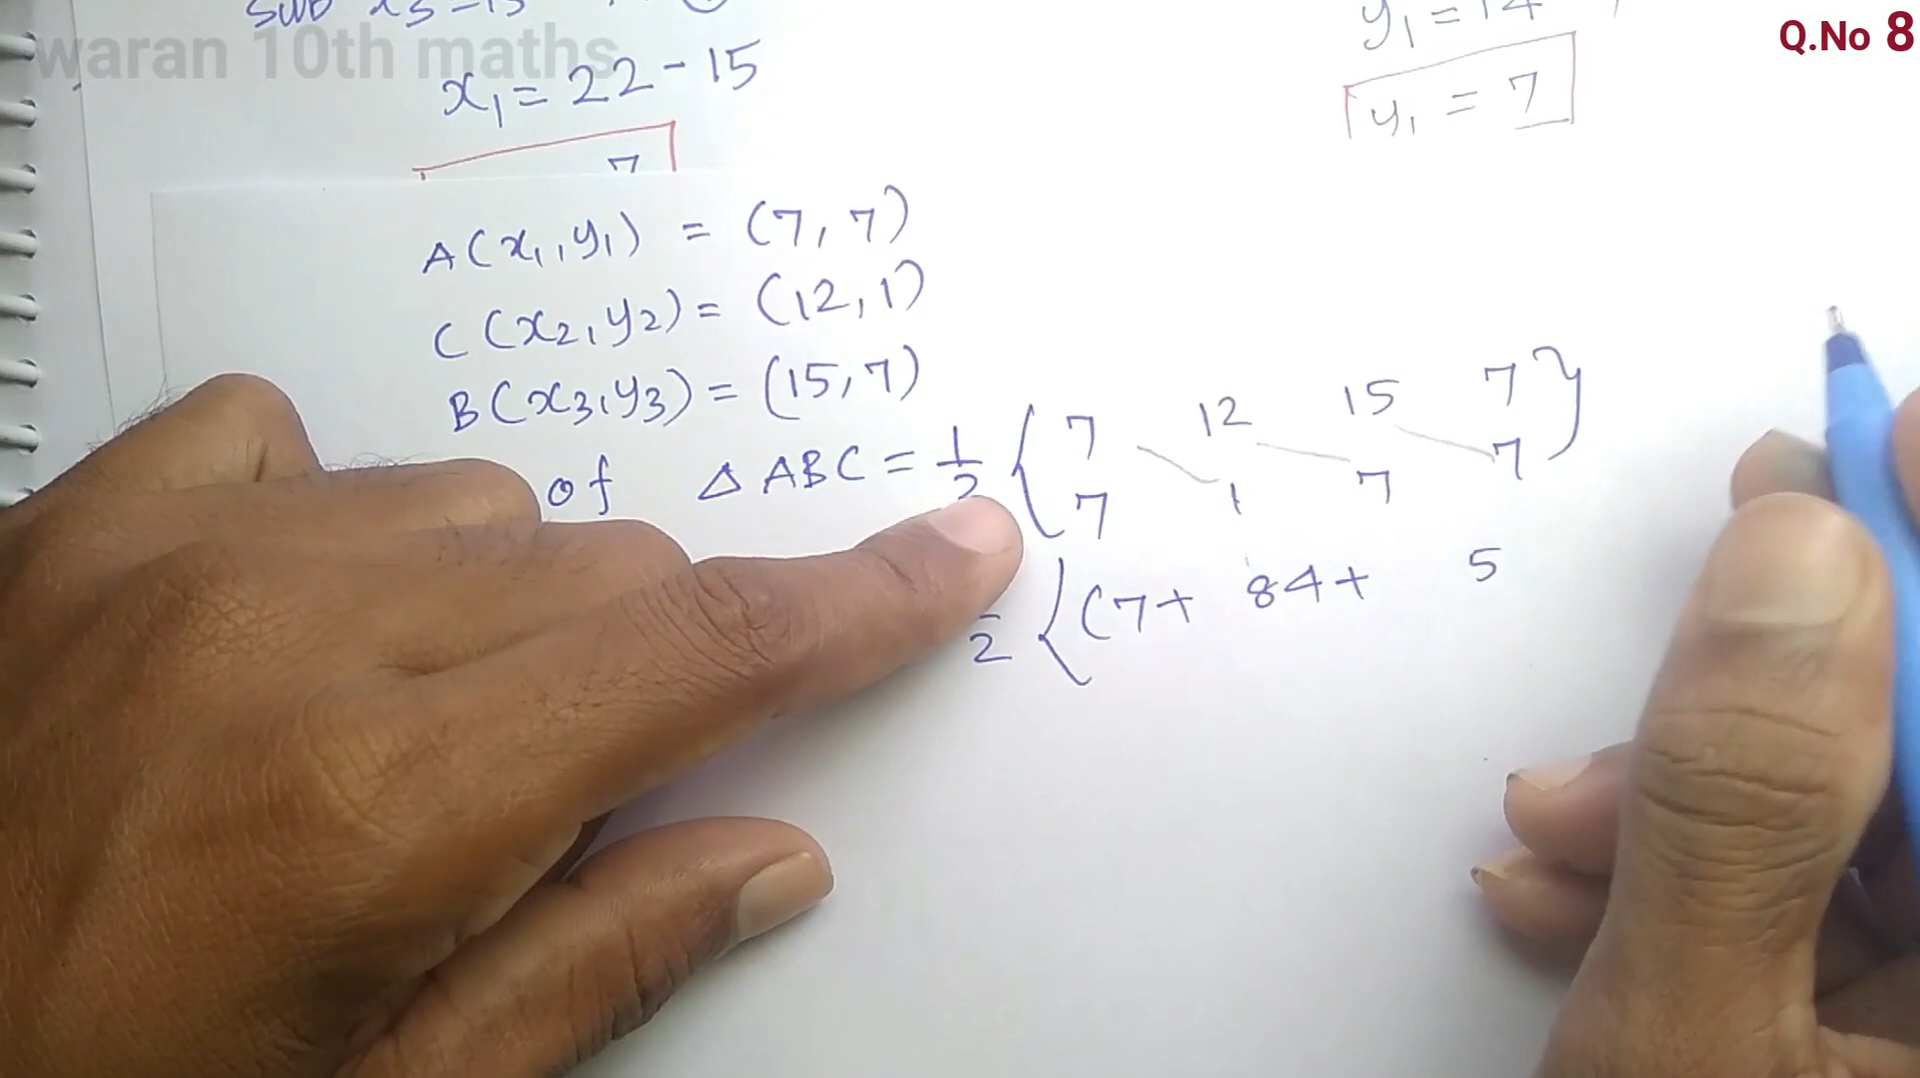 waran 10th maths
Q.No 8
x₁ = 22 - 15
7
y₁ = 14
y₁ = 7
A(x₁, y₁) = (7, 7)
C(x₂, y₂) = (12, 1)
B(x₃, y₃) = (15, 7)
of Δ ABC = 1/2 { 7 12 15 7 }
7 1 7 7
2 { (7 + 84 + 5